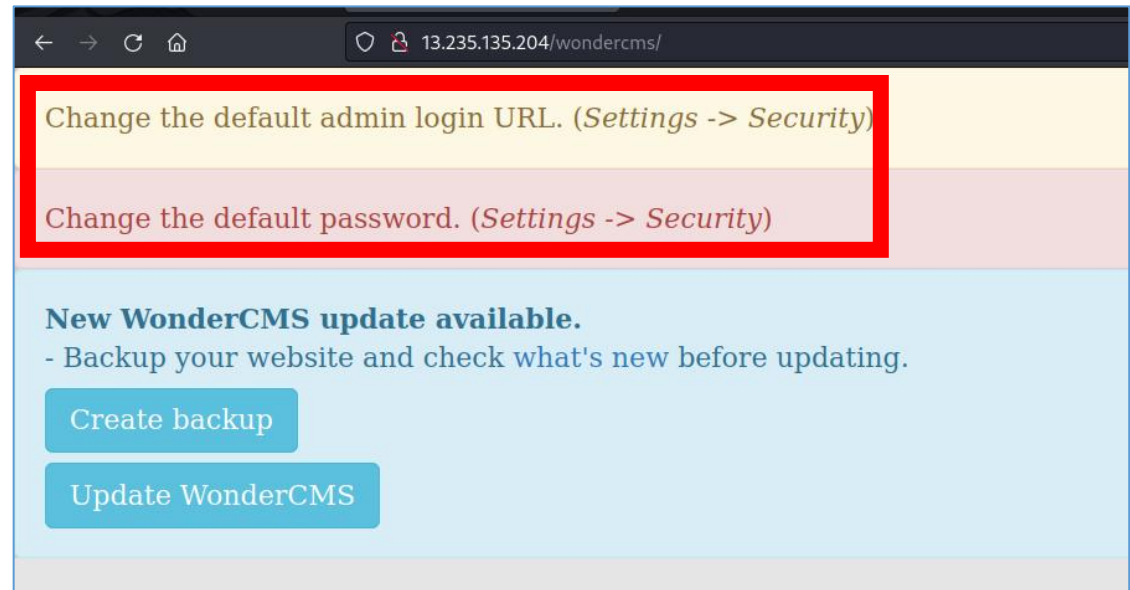 13.235.135.204/wondercms/
Change the default admin login URL. (Settings -> Security)
Change the default password. (Settings -> Security)
New WonderCMS update available.
- Backup your website and check what's new before updating.
Create backup
Update WonderCMS